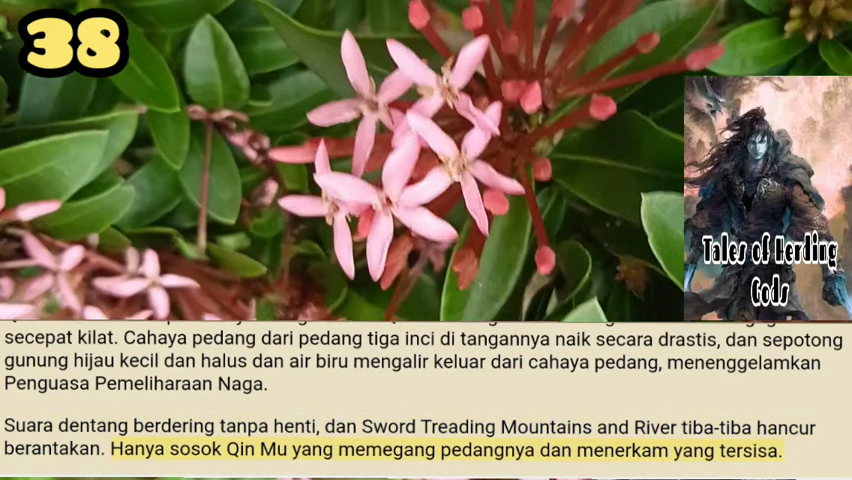 38
Tales of Herding
Gods
secepat kilat. Cahaya pedang dari pedang tiga inci di tangannya naik secara drastis, dan sepotong
gunung hijau kecil dan halus dan air biru mengalir keluar dari cahaya pedang, menenggelamkan
Penguasa Pemeliharaan Naga.
Suara dentang berdering tanpa henti, dan Sword Treading Mountains and River tiba-tiba hancur
berantakan. Hanya sosok Qin Mu yang memegang pedangnya dan menerkam yang tersisa.